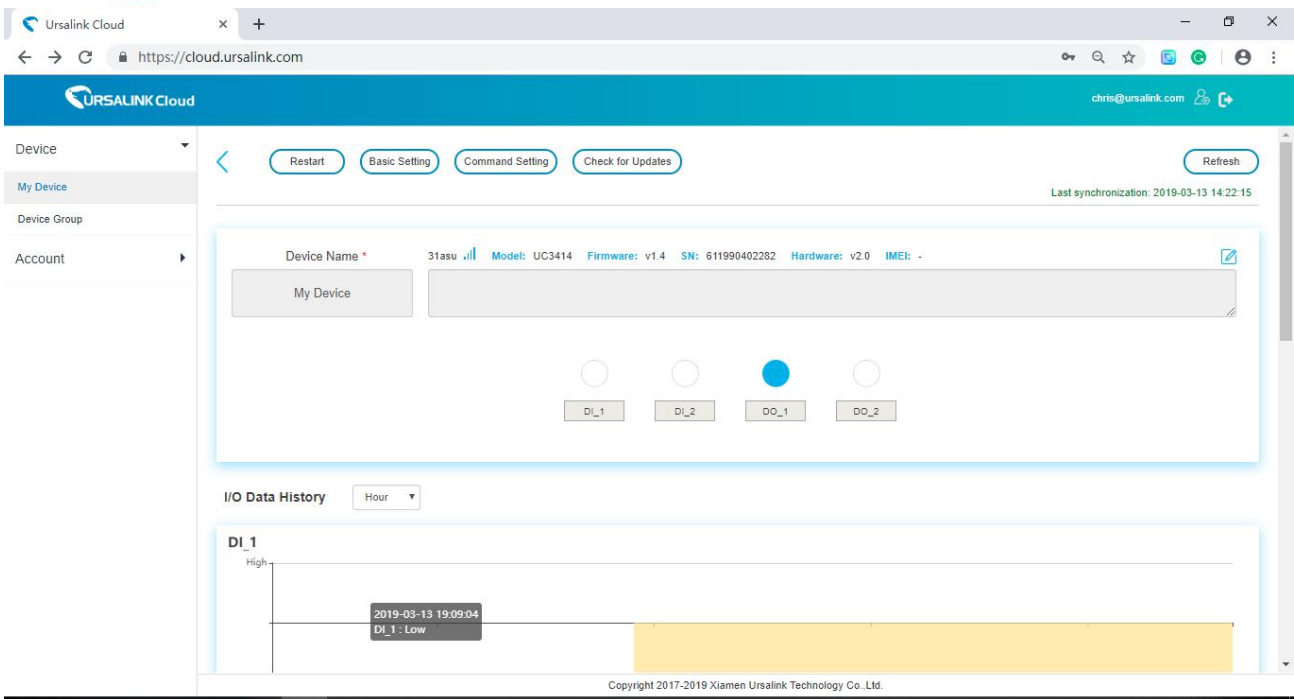 Ursalink Cloud
https://cloud.ursalink.com
URSALINK Cloud
chris@ursalink.com
Device
My Device
Device Group
Account
Restart
Basic Setting
Command Setting
Check for Updates
Refresh
Last synchronization: 2019-03-13 14:22:15
Device Name * 31asu Model: UC3414 Firmware: v1.4 SN: 611990402282 Hardware: v2.0 IMEI: -
My Device
DI_1 DI_2 DO_1 DO_2
I/O Data History Hour
DI_1
High
2019-03-13 19:09:04
DI_1 : Low
Copyright 2017-2019 Xiamen Ursalink Technology Co.,Ltd.